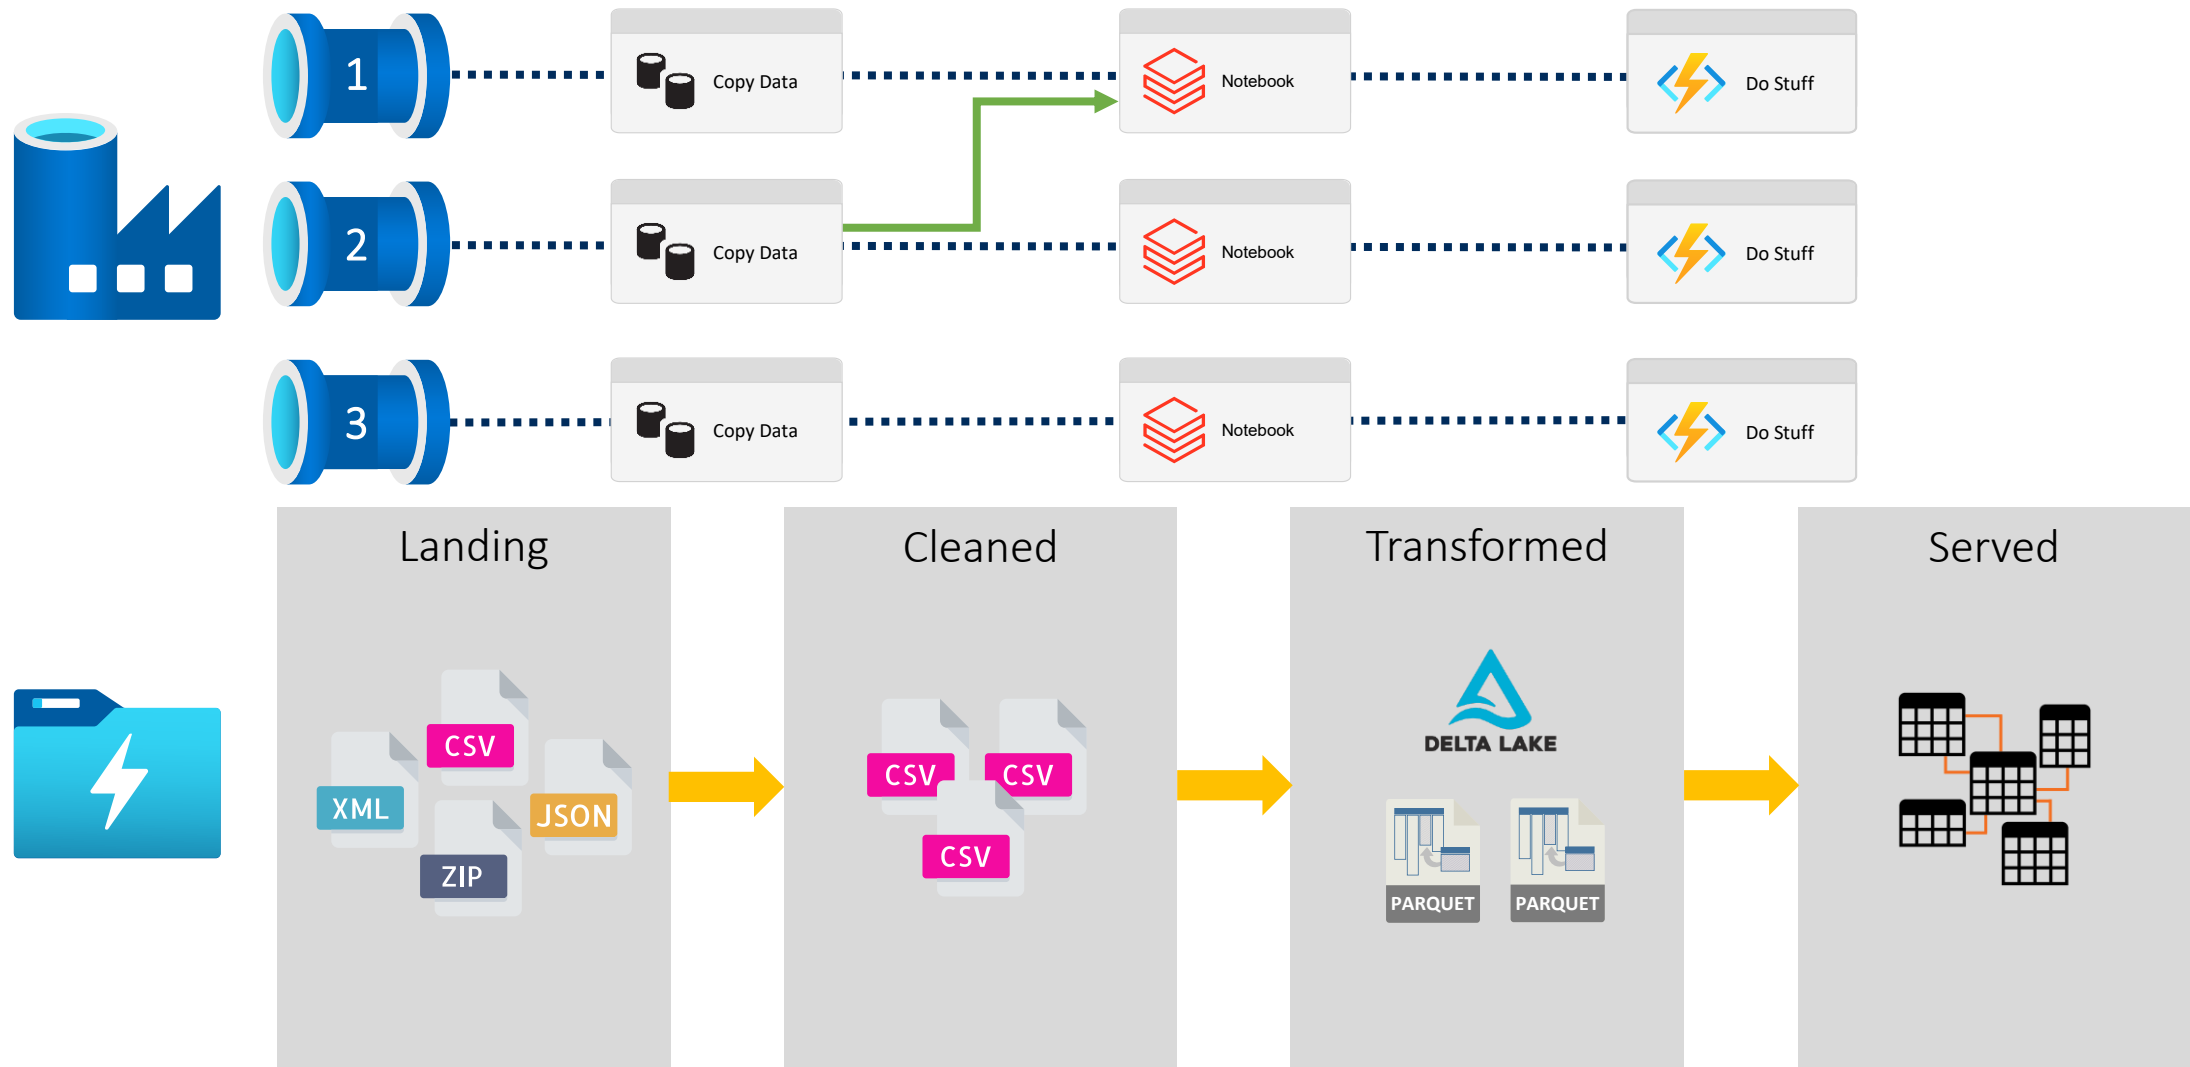 1
Copy Data
Notebook
Do Stuff
2
Copy Data
Notebook
Do Stuff
3
Copy Data
Notebook
Do Stuff
Landing
Cleaned
Transformed
Served
CSV
XML
JSON
ZIP
CSV
CSV
CSV
DELTA LAKE
PARQUET
PARQUET